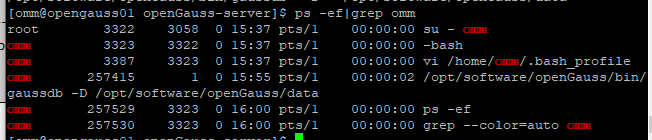 [omm@opengauss01 openGauss-server]$ ps -ef|grep omm
root 3322 3058 0 15:37 pts/1 00:00:00 su - omm
omm 3323 3322 0 15:37 pts/1 00:00:00 -bash
omm 3387 3323 0 15:37 pts/1 00:00:00 vi /home/omm/.bash_profile
omm 257415 1 0 15:55 pts/1 00:00:02 /opt/software/openGauss/bin/
gaussdb -D /opt/software/openGauss/data
omm 257529 3323 0 16:00 pts/1 00:00:00 ps -ef
omm 257530 3323 0 16:00 pts/1 00:00:00 grep --color=auto omm